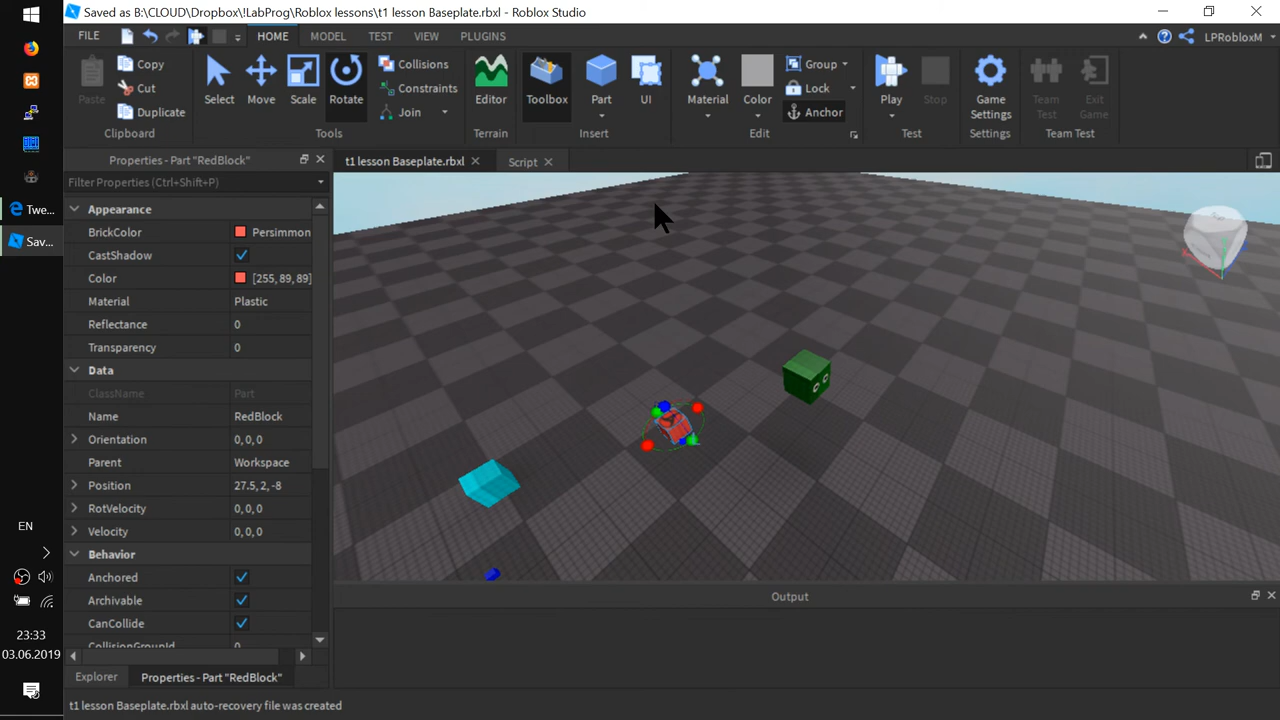 Saved as B:\CLOUD\Dropbox\!LabProg\Roblox lessons\t1 lesson Baseplate.rbxl - Roblox Studio
FILE HOME MODEL TEST VIEW PLUGINS LPRobloxM
Paste
Copy
Cut
Duplicate
Clipboard
Select Move Scale Rotate
Collisions
Constraints
Join
Tools
Editor
Terrain
Toolbox Part UI
Insert
Material Color
Group
Lock
Anchor
Edit
Play Stop
Test
Game Settings
Settings
Team Test
Exit Game
Team Test
Properties - Part "RedBlock"
t1 lesson Baseplate.rbxl
Script
Filter Properties (Ctrl+Shift+P)
Appearance
BrickColor Persimmon
CastShadow
Color [255, 89, 89]
Material Plastic
Reflectance 0
Transparency 0
Data
ClassName Part
Name RedBlock
Orientation 0, 0, 0
Parent Workspace
Position 27.5, 2, -8
RotVelocity 0, 0, 0
Velocity 0, 0, 0
Behavior
Anchored
Archivable
CanCollide
CollisionGroupId 0
Explorer
Properties - Part "RedBlock"
Output
t1 lesson Baseplate.rbxl auto-recovery file was created
Twe...
Sav...
EN
23:33
03.06.2019